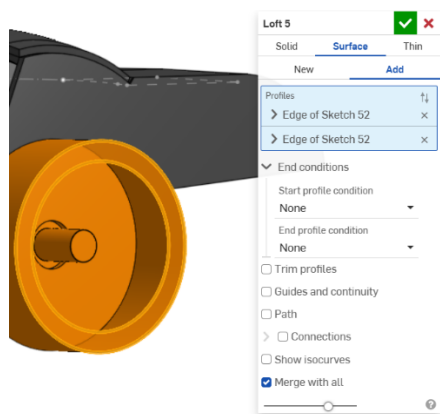 Loft 5
Solid Surface Thin
New Add
Profiles
Edge of Sketch 52
Edge of Sketch 52
End conditions
Start profile condition
None
End profile condition
None
Trim profiles
Guides and continuity
Path
Connections
Show isocurves
Merge with all